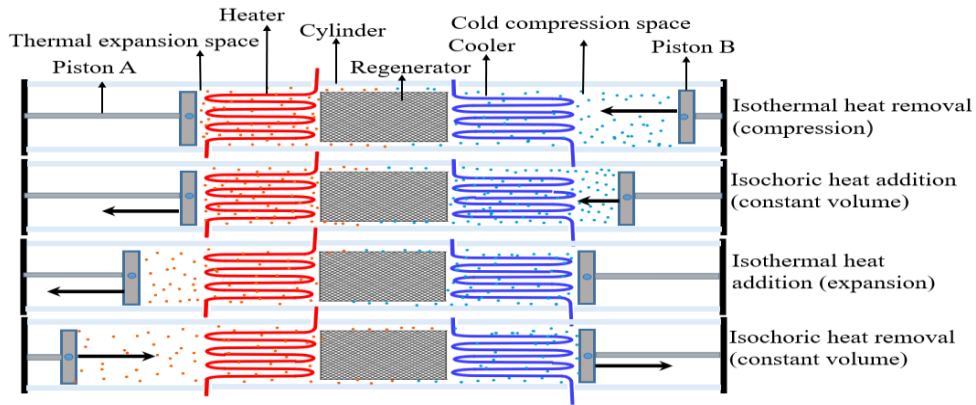 Heater
Thermal expansion space
Cylinder
Cold compression space
Piston A
Regenerator
Cooler
Piston B
Isothermal heat removal
(compression)
Isochoric heat addition
(constant volume)
Isothermal heat
addition (expansion)
Isochoric heat removal
(constant volume)